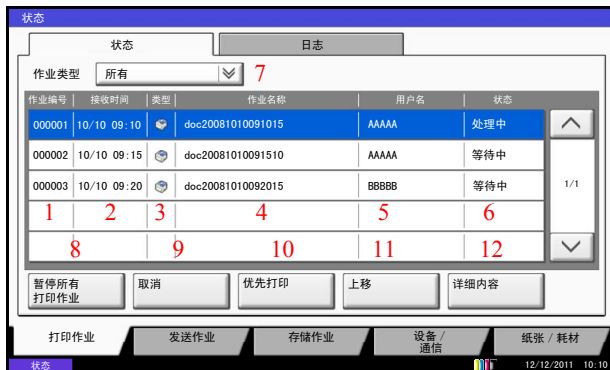 状态
状态 日志
作业类型 所有 7
作业编号 接收时间 类型 作业名称 用户名 状态
000001 10/10 09:10 doc20081010091015 AAAAA 处理中
000002 10/10 09:15 doc20081010091510 AAAAA 等待中
000003 10/10 09:20 doc20081010092015 BBBBB 等待中 1/1
1 2 3 4 5 6
8 9 10 11 12
暂停所有 取消 优先打印 上移 详细内容
打印作业
打印作业 发送作业 存储作业 设备 / 纸张 / 耗材
通信
状态 12/12/2011 10:10